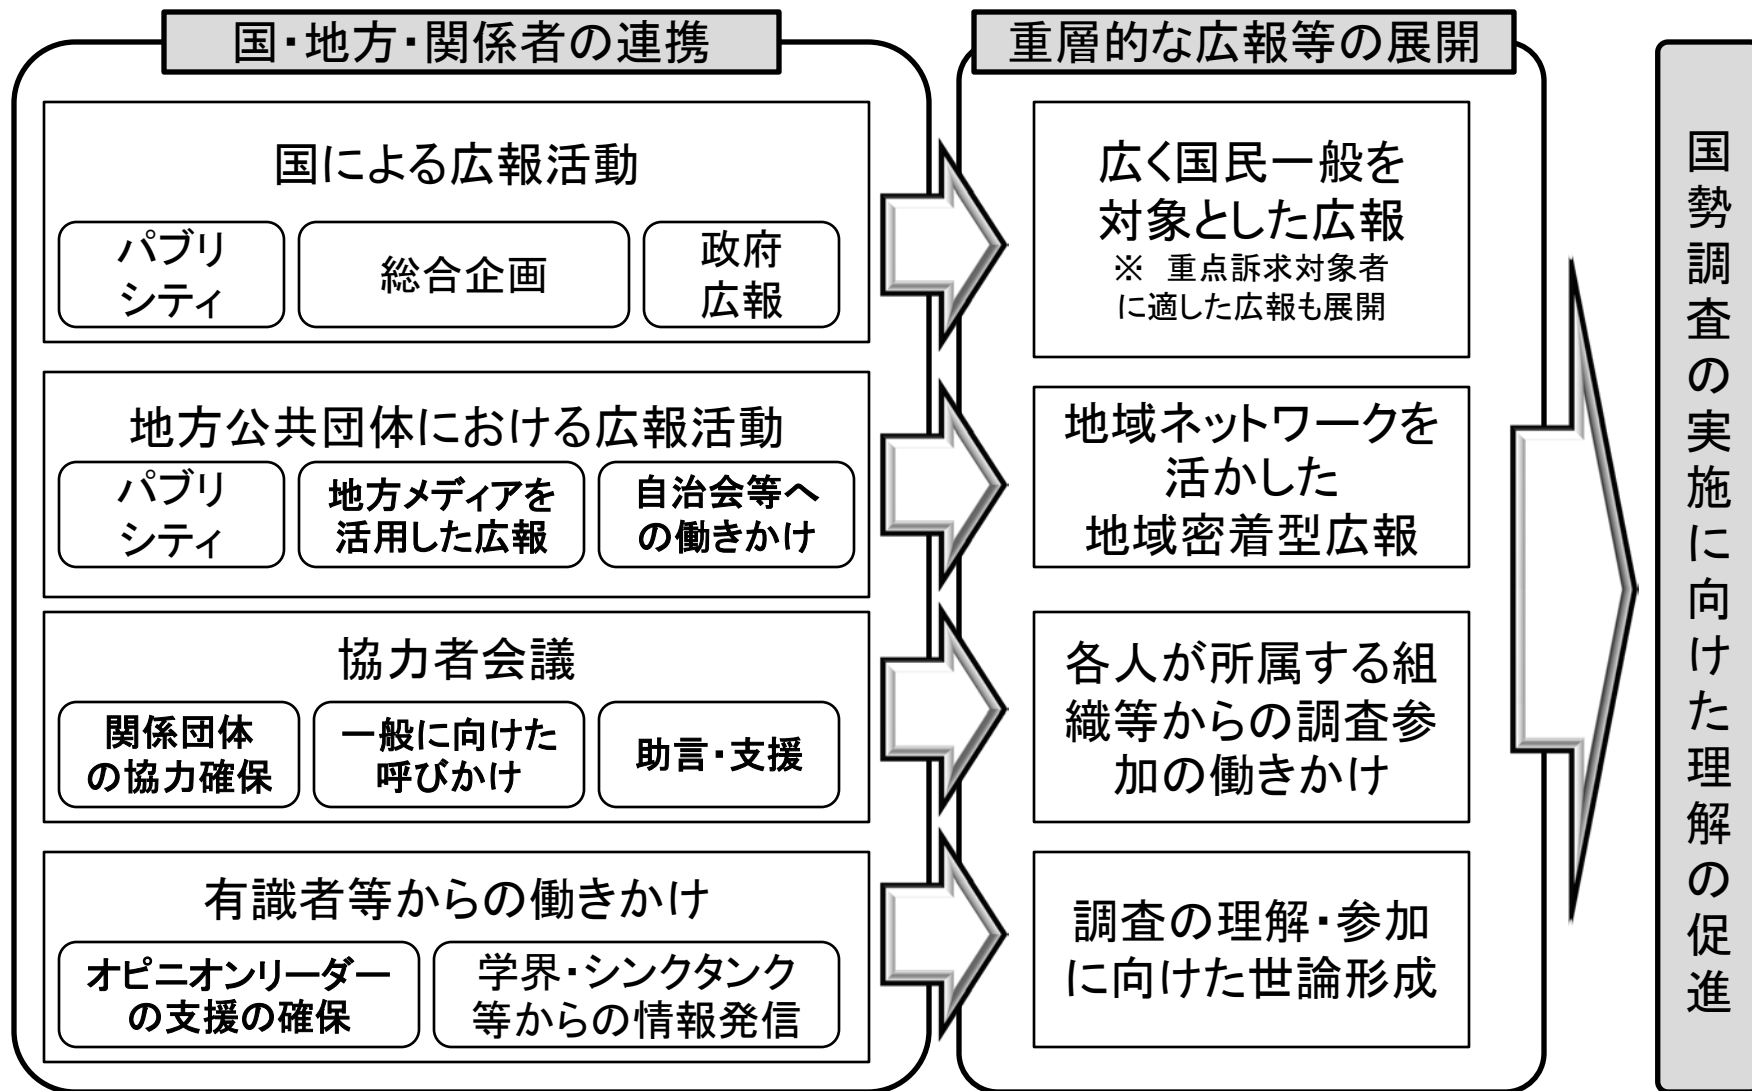 国・地方・関係者の連携
国による広報活動
パブリ
シティ
総合企画
政府
広報
地方公共団体における広報活動
パブリ
シティ
地方メディアを
活用した広報
自治会等へ
の働きかけ
協力者会議
関係団体
の協力確保
一般に向けた
呼びかけ
助言・支援
有識者等からの働きかけ
オピニオンリーダー
の支援の確保
学界・シンクタンク
等からの情報発信
重層的な広報等の展開
広く国民一般を
対象とした広報
※ 重点訴求対象者
に適した広報も展開
地域ネットワークを
活かした
地域密着型広報
各人が所属する組
織等からの調査参
加の働きかけ
調査の理解・参加
に向けた世論形成
国勢調査の実施に向けた理解の促進